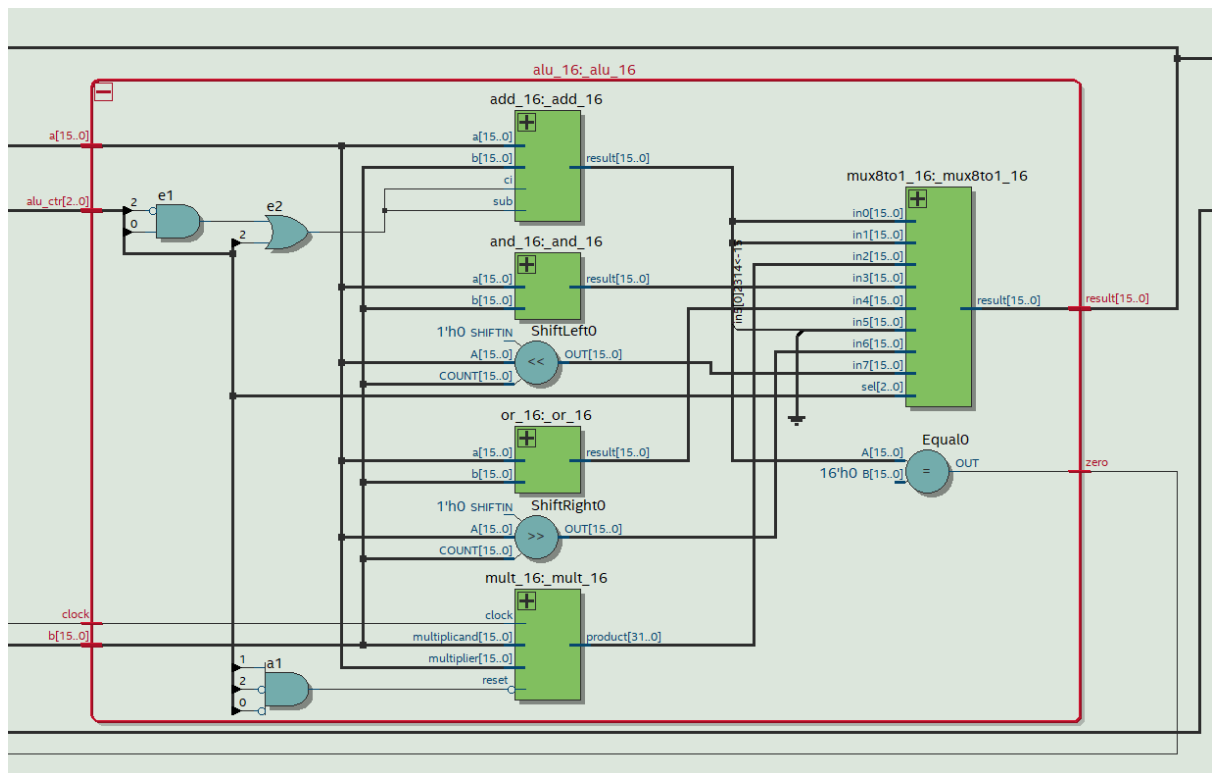 alu_16:_alu_16
add_16:_add_16
a[15..0]
a[15..0]
b[15..0]
result[15..0]
ci
sub
alu_ctr[2..0]
e1
2
0
e2
2
mux8to1_16:_mux8to1_16
in0[15..0]
in1[15..0]
in2[15..0]
in3[15..0]
in4[15..0]
in5[15..0]
in6[15..0]
in7[15..0]
sel[2..0]
result[15..0]
result[15..0]
and_16:_and_16
a[15..0]
b[15..0]
result[15..0]
1'h0 SHIFTIN
ShiftLeft0
A[15..0]
<<
OUT[15..0]
COUNT[15..0]
or_16:_or_16
a[15..0]
b[15..0]
result[15..0]
Equal0
A[15..0]
16'h0 B[15..0]
=
OUT
zero
1'h0 SHIFTIN
ShiftRight0
A[15..0]
>>
OUT[15..0]
COUNT[15..0]
mult_16:_mult_16
clock
clock
b[15..0]
multiplicand[15..0]
product[31..0]
multiplier[15..0]
reset
a1
1
2
0